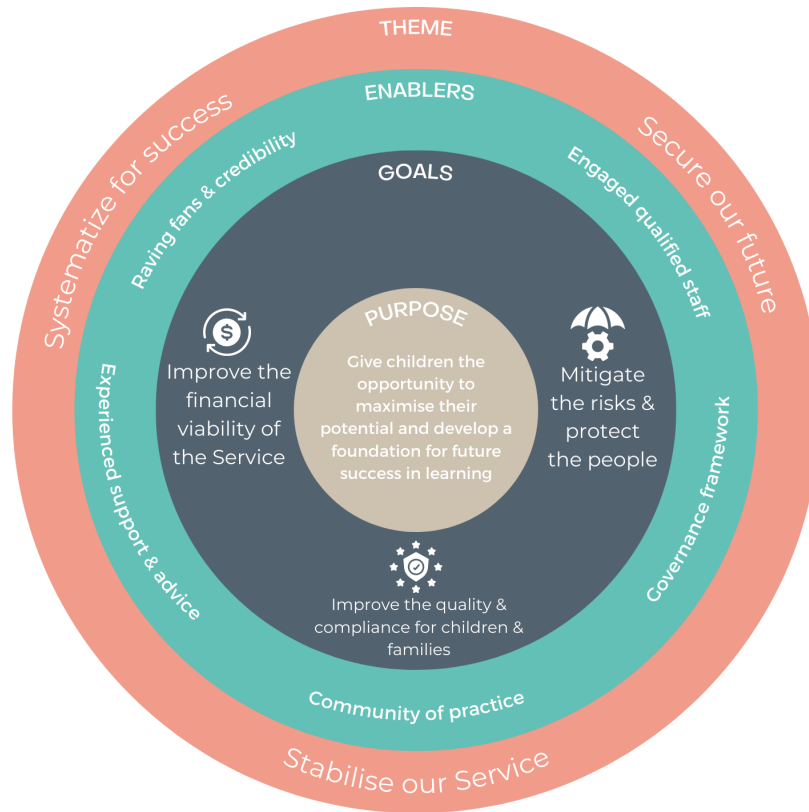 THEME
Systematize for success
Secure our future
Stabilise our Service
ENABLERS
Raving fans & credibility
Engaged qualified staff
Experienced support & advice
Governance framework
Community of practice
GOALS
$
Improve the
financial
viability of
the Service
Mitigate
the risks &
protect
the people
Improve the quality &
compliance for children &
families
PURPOSE
Give children the
opportunity to
maximise their
potential and develop a
foundation for future
success in learning